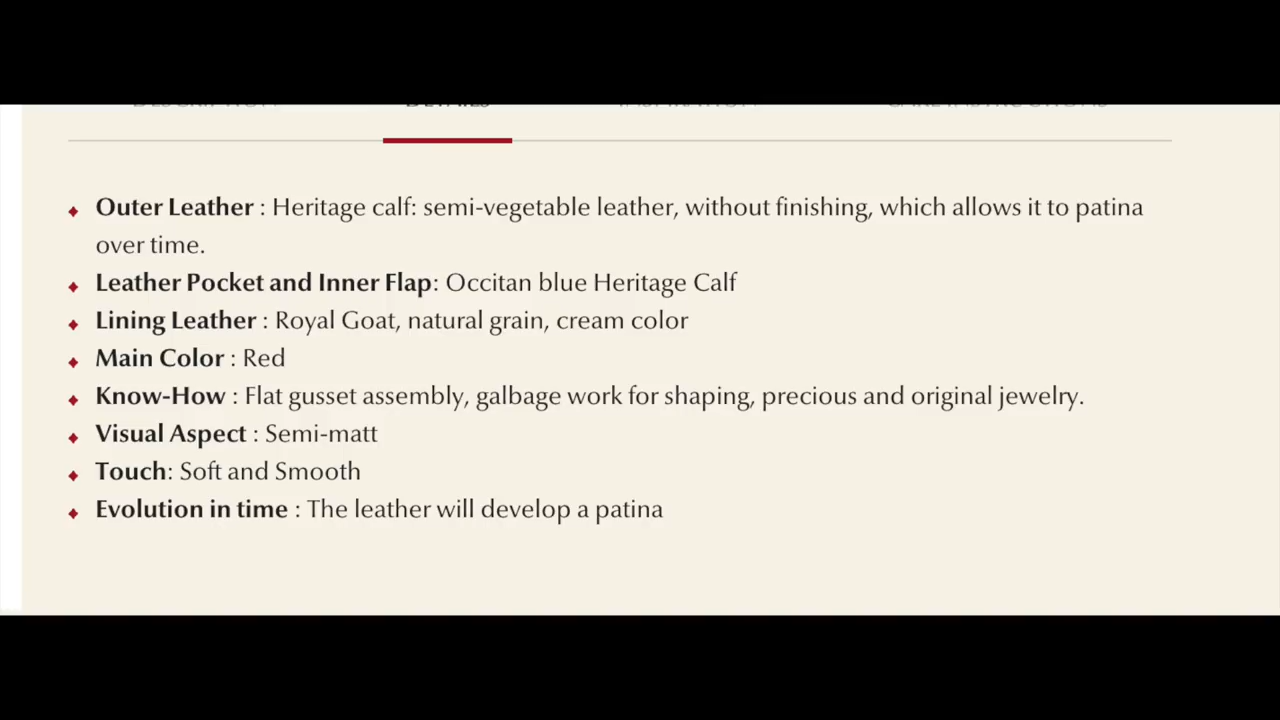 Outer Leather : Heritage calf: semi-vegetable leather, without finishing, which allows it to patina
over time.
Leather Pocket and Inner Flap: Occitan blue Heritage Calf
Lining Leather : Royal Goat, natural grain, cream color
Main Color : Red
Know-How : Flat gusset assembly, galbage work for shaping, precious and original jewelry.
Visual Aspect : Semi-matt
Touch: Soft and Smooth
Evolution in time : The leather will develop a patina